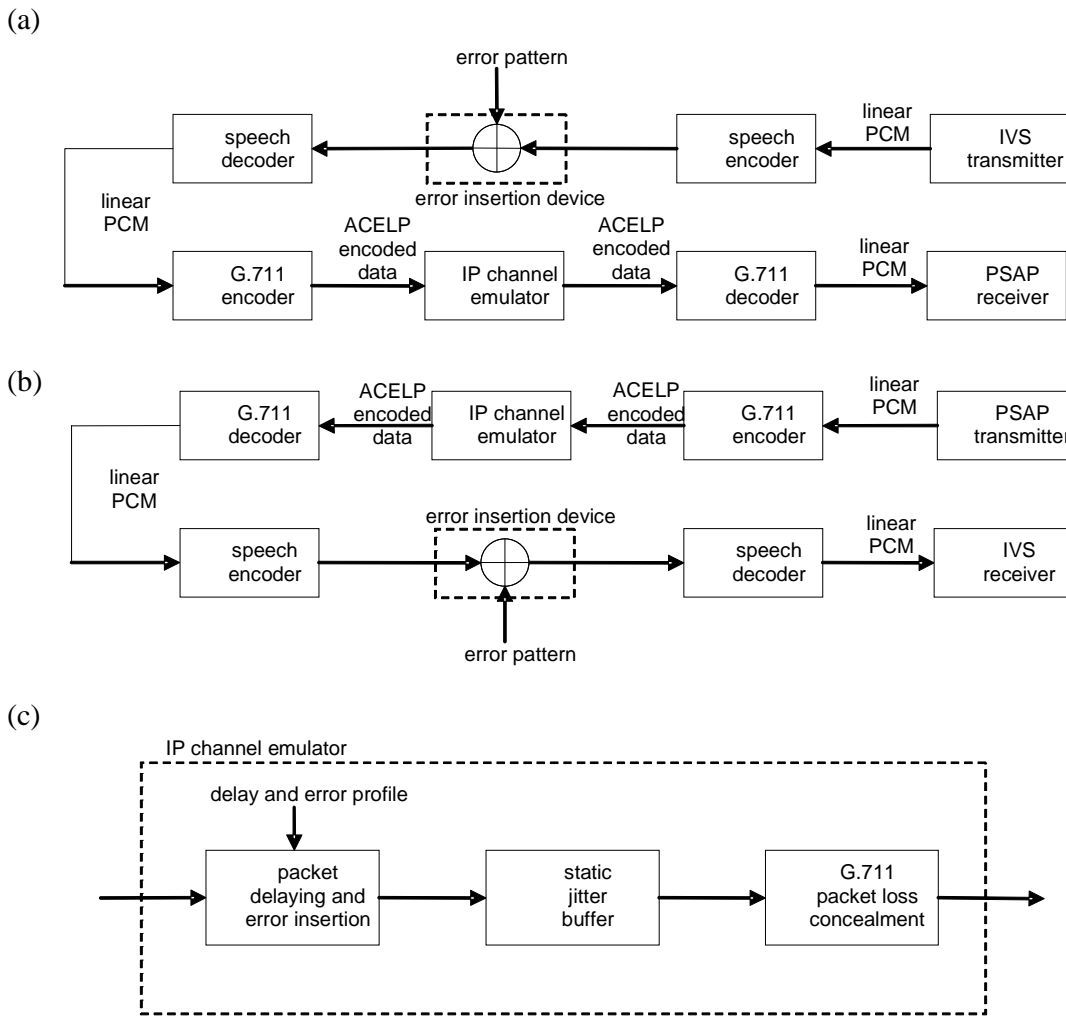 (a)
error pattern
speech
decoder
error insertion device
speech
encoder
linear
PCM
IVS
transmitter
linear
PCM
G.711
encoder
ACELP
encoded
data
IP channel
emulator
ACELP
encoded
data
G.711
decoder
linear
PCM
PSAP
receiver
(b)
G.711
decoder
ACELP
encoded
data
IP channel
emulator
ACELP
encoded
data
G.711
encoder
linear
PCM
PSAP
transmitter
linear
PCM
speech
encoder
error insertion device
error pattern
speech
decoder
linear
PCM
IVS
receiver
(c)
IP channel emulator
delay and error profile
packet
delaying and
error insertion
static
jitter
buffer
G.711
packet loss
concealment